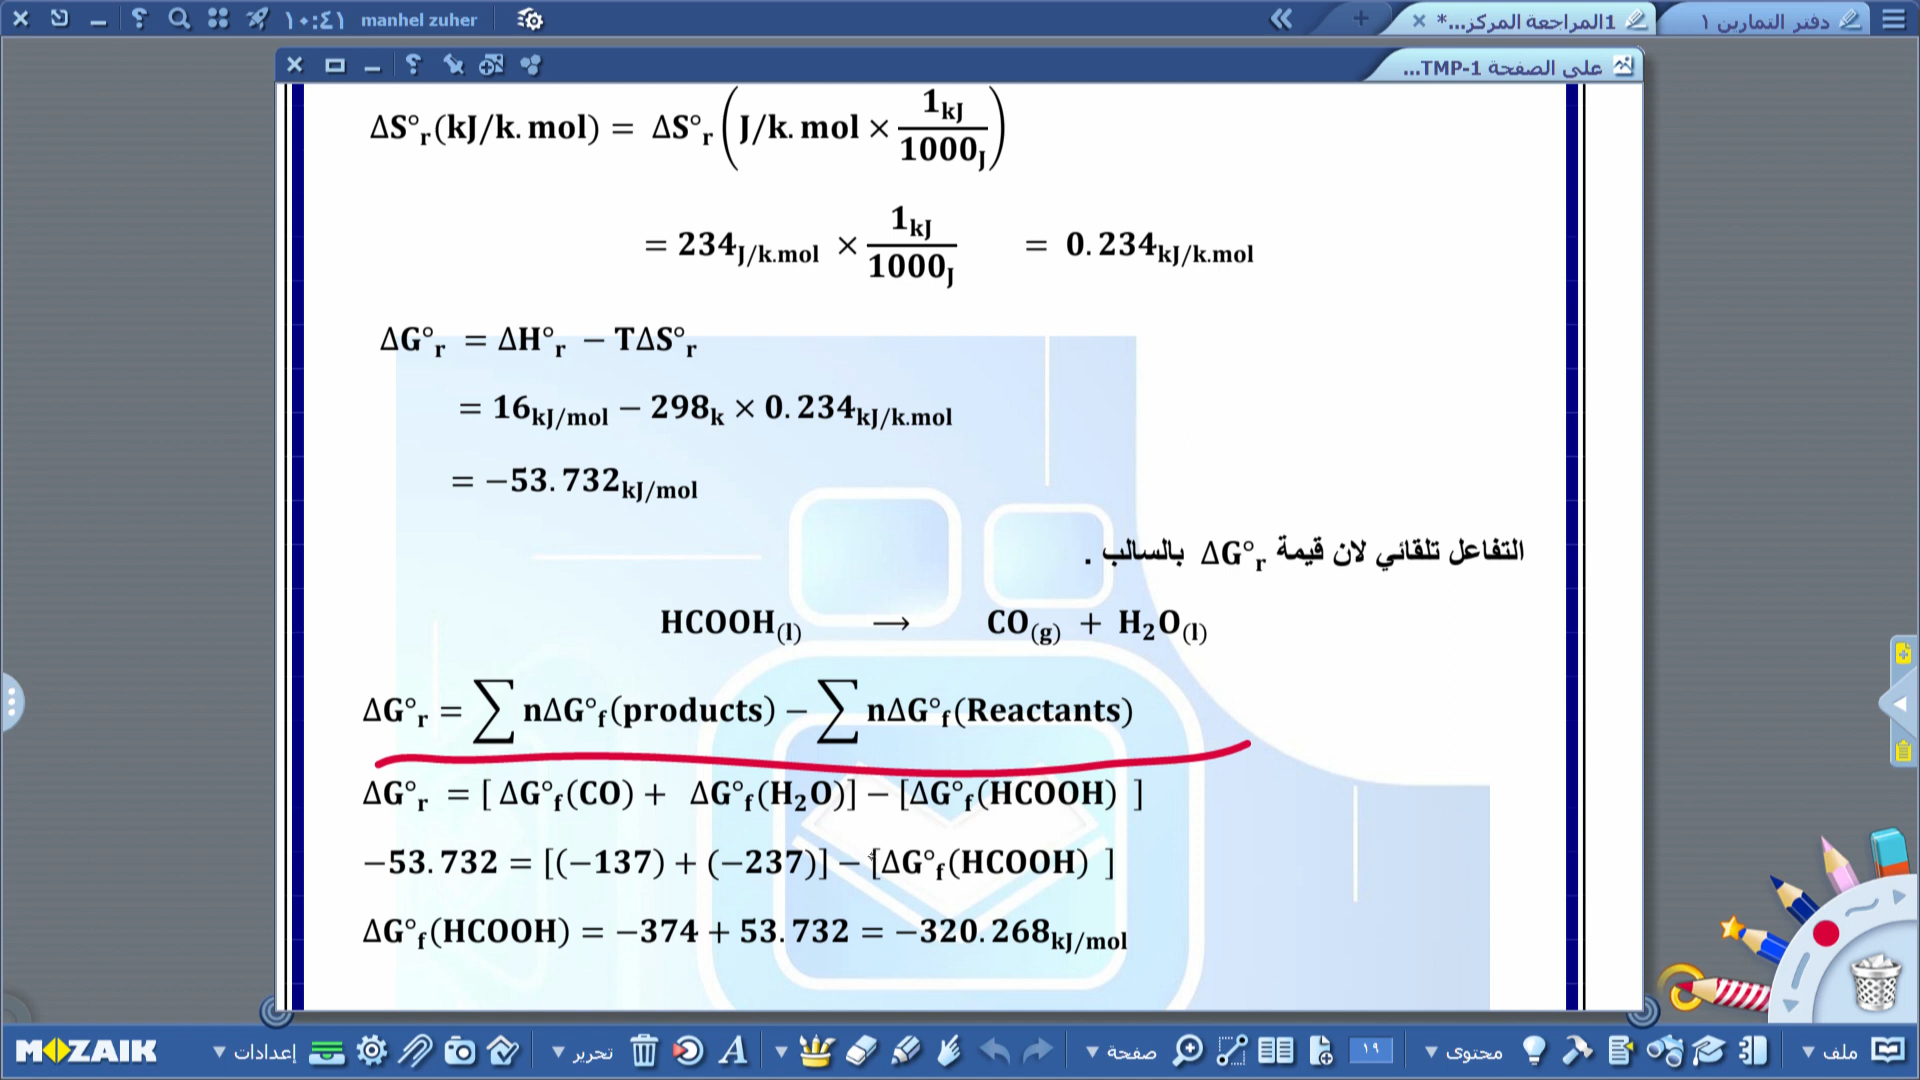 manhel zuher ١٠:٤١
1المراجعة المركز...*
دفتر التمارين ١
على الصفحة TMP-1...
ΔS°r(kJ/k.mol) = ΔS°r (J/k.mol × 1kJ/1000J)
= 234J/k.mol × 1kJ/1000J = 0.234kJ/k.mol
ΔG°r = ΔH°r − TΔS°r
= 16kJ/mol − 298k × 0.234kJ/k.mol
= −53.732kJ/mol
التفاعل تلقائي لان قيمة ΔG°r بالسالب .
HCOOH(l) → CO(g) + H2O(l)
ΔG°r = ∑ nΔG°f(products) − ∑ nΔG°f(Reactants)
ΔG°r = [ ΔG°f(CO) + ΔG°f(H2O)] − [ΔG°f(HCOOH) ]
−53.732 = [(−137) + (−237)] − [ΔG°f(HCOOH) ]
ΔG°f(HCOOH) = −374 + 53.732 = −320.268kJ/mol
MOZAIK إعدادات تحرير صفحة ١٩ محتوى ملف